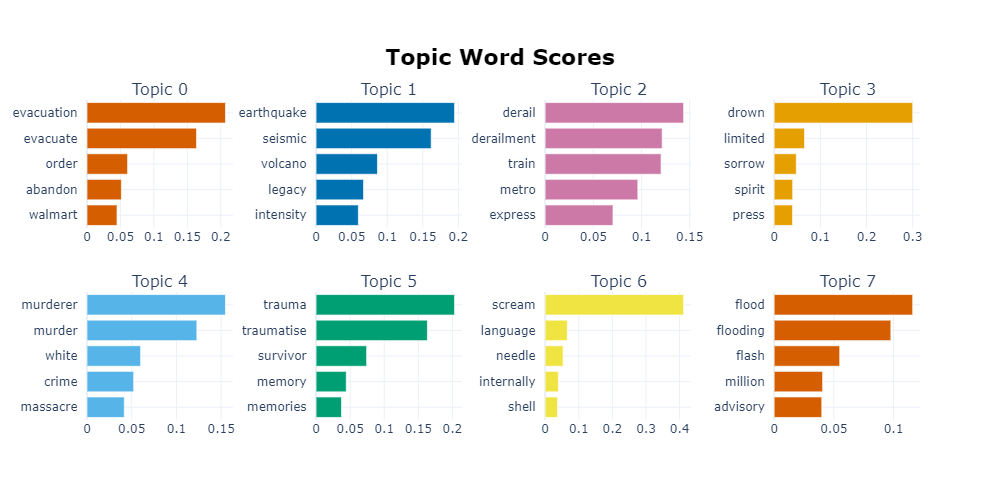 Topic Word Scores
Topic 0
evacuation
evacuate
order
abandon
walmart
0 0.05 0.1 0.15 0.2
Topic 1
earthquake
seismic
volcano
legacy
intensity
0 0.05 0.1 0.15 0.2
Topic 2
derail
derailment
train
metro
express
0 0.05 0.1 0.15
Topic 3
drown
limited
sorrow
spirit
press
0 0.1 0.2 0.3
Topic 4
murderer
murder
white
crime
massacre
0 0.05 0.1 0.15
Topic 5
trauma
traumatise
survivor
memory
memories
0 0.05 0.1 0.15 0.2
Topic 6
scream
language
needle
internally
shell
0 0.1 0.2 0.3 0.4
Topic 7
flood
flooding
flash
million
advisory
0 0.05 0.1